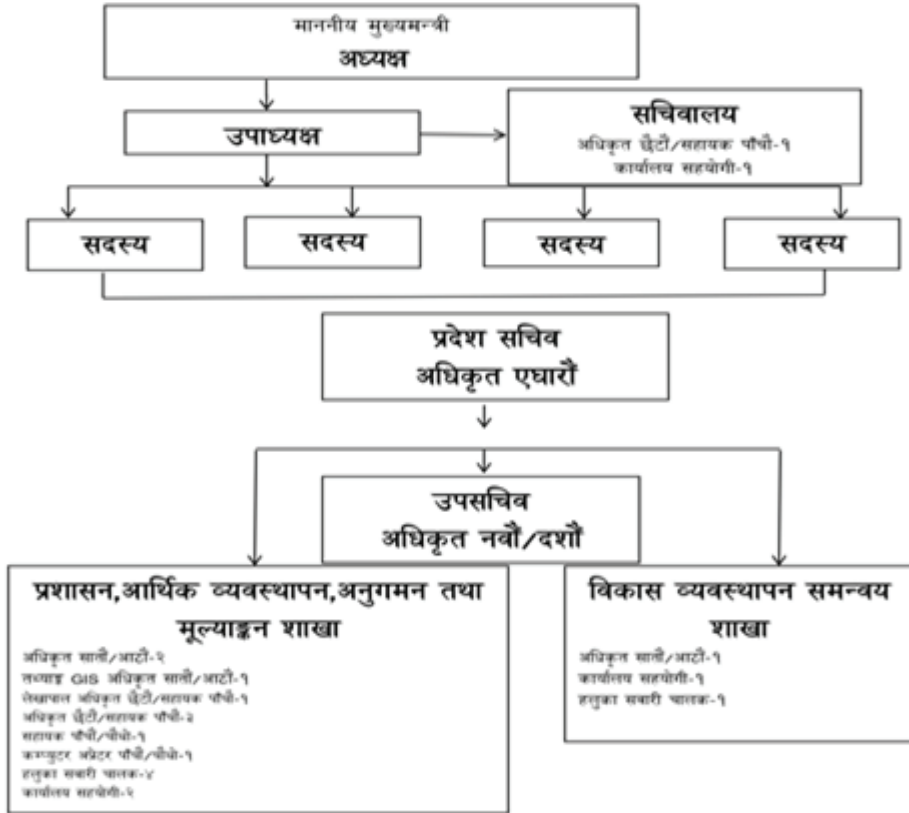 माननीय मुख्यमन्त्री
अध्यक्ष
उपाध्यक्ष
सचिवालय
अधिकृत छैटौं/सहायक पाँचौ-१
कार्यालय सहयोगी-१
सदस्य
सदस्य
सदस्य
सदस्य
प्रदेश सचिव
अधिकृत एघारौं
उपसचिव
अधिकृत नवौं/दशौं
प्रशासन,आर्थिक व्यवस्थापन,अनुगमन तथा
मूल्याङ्कन शाखा
अधिकृत सातौं/आठौं-२
तथ्याङ्क GIS अधिकृत सातौं/आठौं-१
लेखापाल अधिकृत छैटौं/सहायक पाँचौ-१
अधिकृत छैटौं/सहायक पाँचौ-३
सहायक पाँचौ/चौथो-१
कम्प्युटर अप्रेटर पाँचौ/चौथो-१
हलुका सवारी चालक-४
कार्यालय सहयोगी-२
विकास व्यवस्थापन समन्वय
शाखा
अधिकृत सातौं/आठौं-१
कार्यालय सहयोगी-१
हलुका सवारी चालक-१